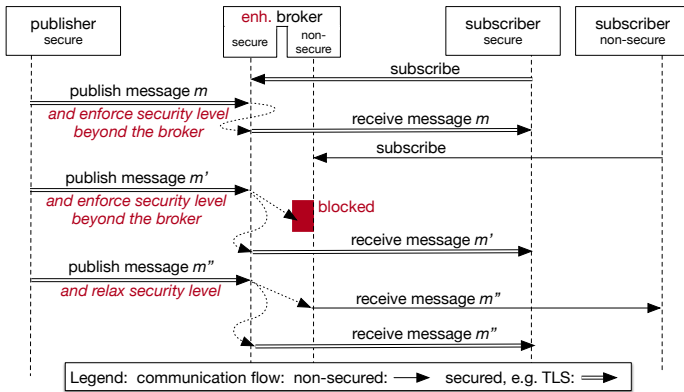 publisher
secure
enh. broker
secure
non-
secure
subscriber
secure
subscriber
non-secure
subscribe
publish message m
and enforce security level
beyond the broker
receive message m
subscribe
publish message m'
and enforce security level
beyond the broker
blocked
receive message m'
publish message m"
and relax security level
receive message m"
receive message m"
Legend: communication flow: non-secured: secured, e.g. TLS: